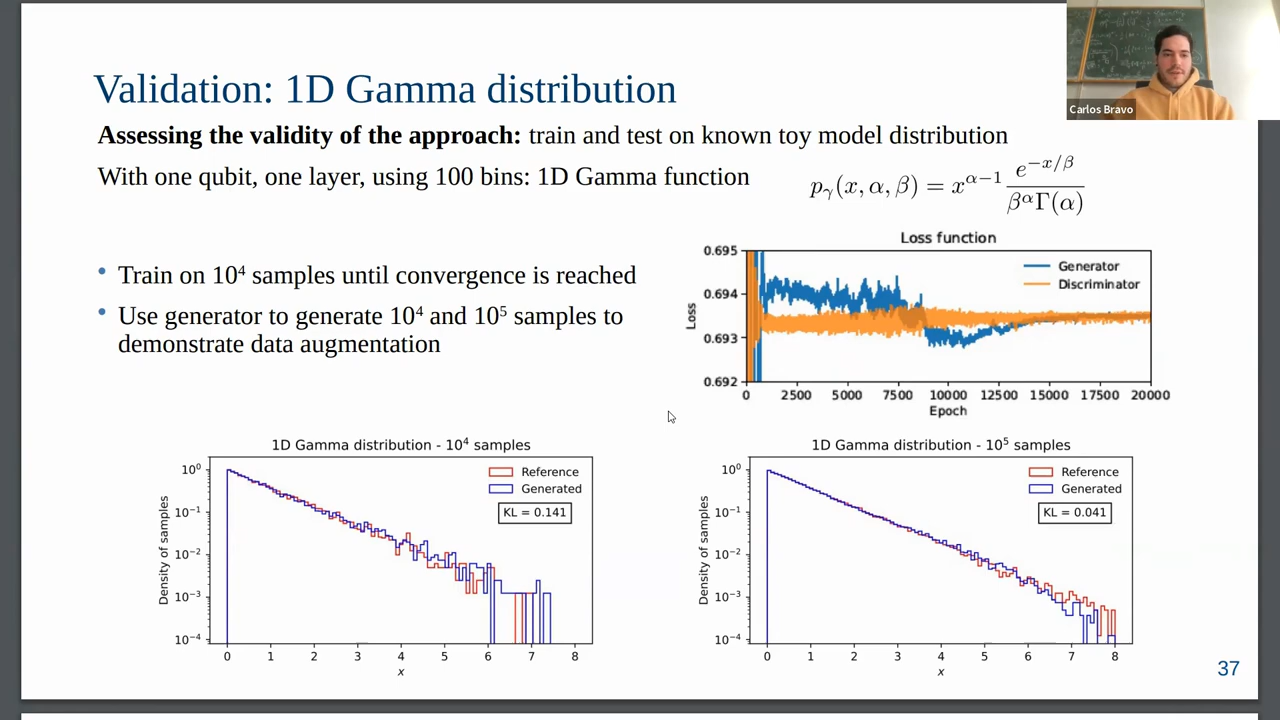 Validation: 1D Gamma distribution
Carlos Bravo
Assessing the validity of the approach: train and test on known toy model distribution
With one qubit, one layer, using 100 bins: 1D Gamma function
pγ(x, α, β) = x^{α−1} e^{−x/β} / β^αΓ(α)
• Train on 10⁴ samples until convergence is reached
• Use generator to generate 10⁴ and 10⁵ samples to
demonstrate data augmentation
Loss function
Loss
0.695
0.694
0.693
0.692
Generator
Discriminator
0 2500 5000 7500 10000 12500 15000 17500 20000
Epoch
1D Gamma distribution - 10⁴ samples
Density of samples
10⁰
10⁻¹
10⁻²
10⁻³
10⁻⁴
Reference
Generated
KL = 0.141
0 1 2 3 4 5 6 7 8
x
1D Gamma distribution - 10⁵ samples
Density of samples
10⁰
10⁻¹
10⁻²
10⁻³
10⁻⁴
Reference
Generated
KL = 0.041
0 1 2 3 4 5 6 7 8
x
37